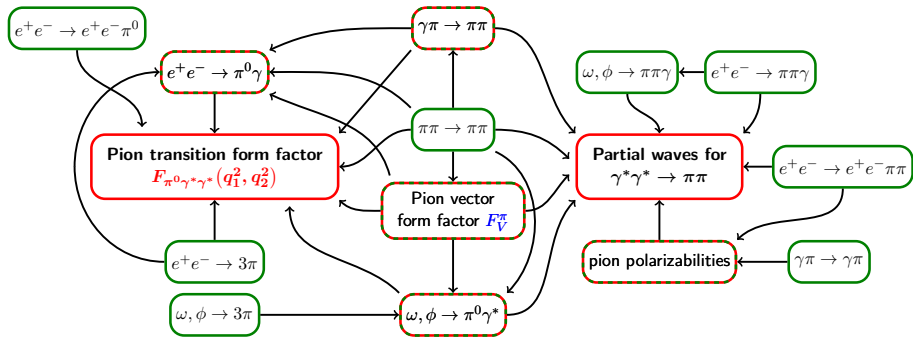 e⁺e⁻ → e⁺e⁻π⁰
γπ → ππ
e⁺e⁻ → π⁰γ
ω, φ → ππγ
e⁺e⁻ → ππγ
ππ → ππ
Pion transition form factor
F_{π⁰γ*γ*}(q₁², q₂²)
Partial waves for
γ*γ* → ππ
e⁺e⁻ → e⁺e⁻ππ
Pion vector
form factor F_V^π
e⁺e⁻ → 3π
pion polarizabilities
γπ → γπ
ω, φ → 3π
ω, φ → π⁰γ*